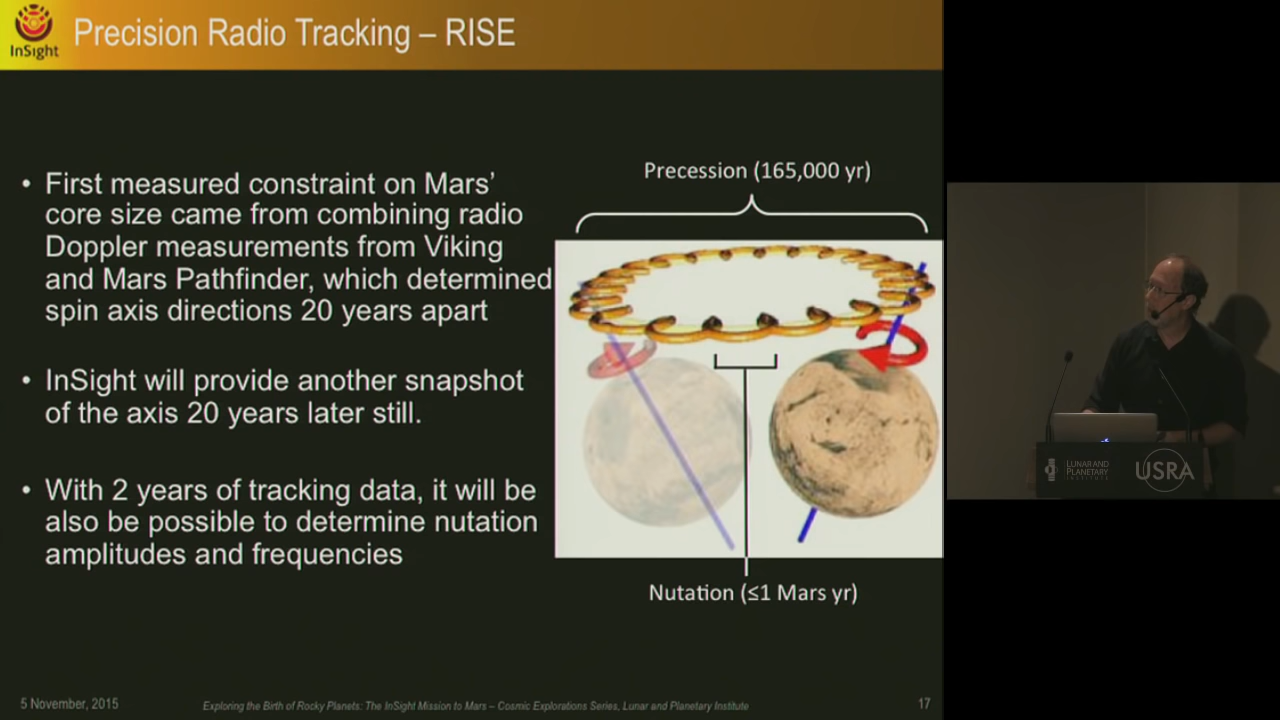 InSight
Precision Radio Tracking – RISE
• First measured constraint on Mars'
core size came from combining radio
Doppler measurements from Viking
and Mars Pathfinder, which determined
spin axis directions 20 years apart
• InSight will provide another snapshot
of the axis 20 years later still.
• With 2 years of tracking data, it will be
also be possible to determine nutation
amplitudes and frequencies
Precession (165,000 yr)
Nutation (≤1 Mars yr)
5 November, 2015
Exploring the Birth of Rocky Planets: The InSight Mission to Mars – Cosmic Explorations Series, Lunar and Planetary Institute
17
LUNAR AND
PLANETARY
INSTITUTE
USRA